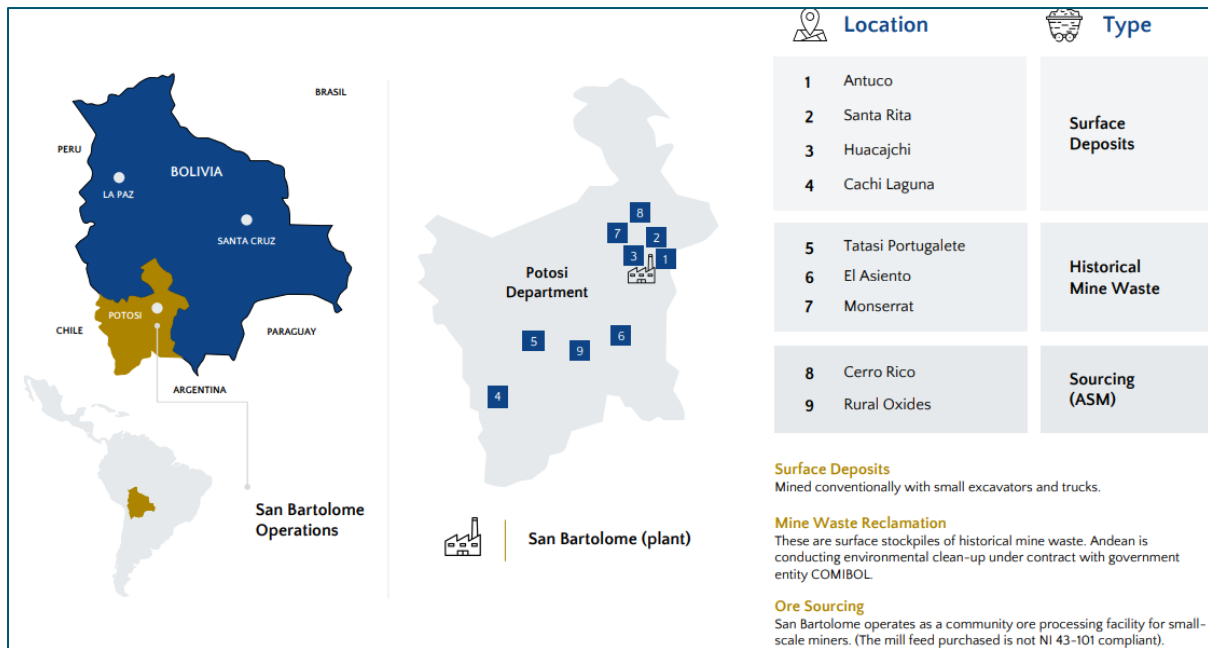 BRASIL
PERU
BOLIVIA
LA PAZ
SANTA CRUZ
POTOSI
CHILE
PARAGUAY
ARGENTINA
San Bartolome
Operations
8
7
2
3
1
Potosi
Department
5
9
6
4
San Bartolome (plant)
Location
Type
1 Antuco
2 Santa Rita
3 Huacajchi
4 Cachi Laguna
Surface
Deposits
5 Tatasi Portugalete
6 El Asiento
7 Monserrat
Historical
Mine Waste
8 Cerro Rico
9 Rural Oxides
Sourcing
(ASM)
Surface Deposits
Mined conventionally with small excavators and trucks.
Mine Waste Reclamation
These are surface stockpiles of historical mine waste. Andean is
conducting environmental clean-up under contract with government
entity COMIBOL.
Ore Sourcing
San Bartolome operates as a community ore processing facility for small-
scale miners. (The mill feed purchased is not NI 43-101 compliant).